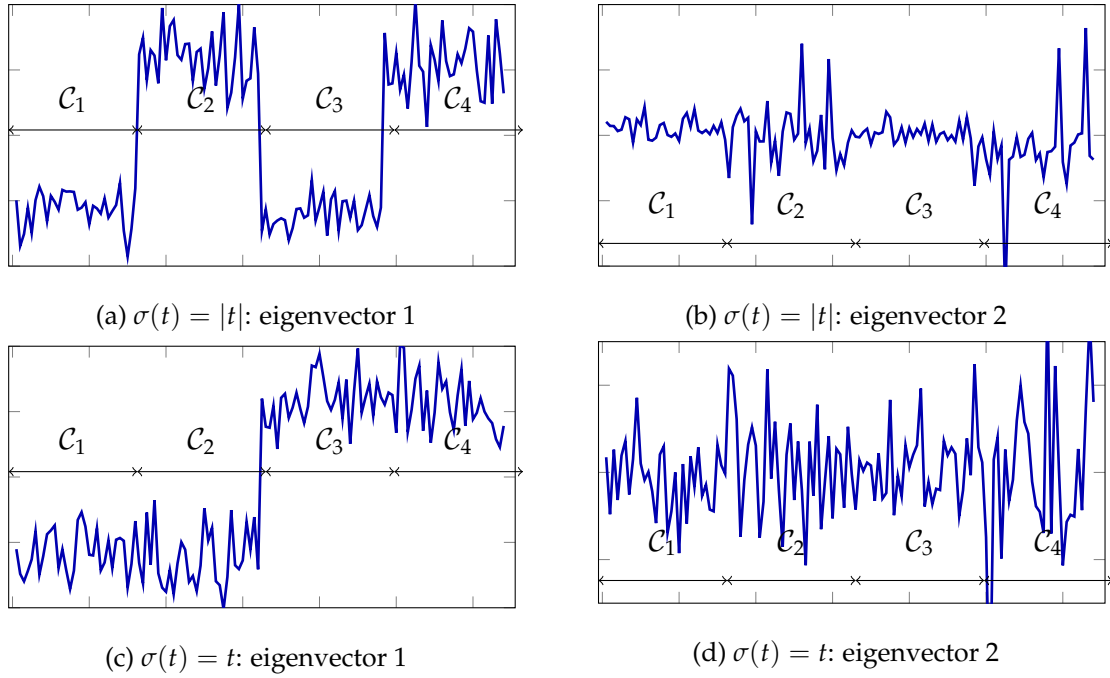 C₁ C₂ C₃ C₄
C₁ C₂ C₃ C₄
(a) σ(t) = |t|: eigenvector 1
(b) σ(t) = |t|: eigenvector 2
C₁ C₂ C₃ C₄
C₁ C₂ C₃ C₄
(c) σ(t) = t: eigenvector 1
(d) σ(t) = t: eigenvector 2